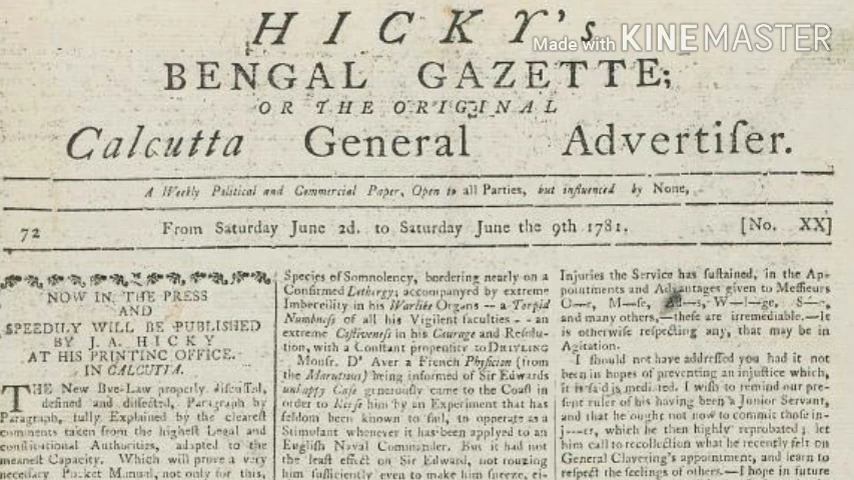 HICKY's
Made with KINEMASTER
BENGAL GAZETTE;
OR THE ORIGINAL
Calcutta General Advertiſer.
A Weekly Political and Commercial Paper, Open to all Parties, but influenced by None,
72 From Saturday June 2d. to Saturday June the 9th 1781. [No. XX]
NOW IN THE PRESS
AND
SPEEDILY WILL BE PUBLISHED
BY J. A. HICKY
AT HIS PRINTING OFFICE.
IN CALCUTTA.
THE New Bye-Law properly diſcuſſed,
defined and diſſected, Paragraph by
Paragraph, fully Explained by the cleareſt
comments taken from the higheſt Legal and
conſtitutional Authorities, adapted to the
meaneſt Capacity. Which will prove a very
neceſſary Pocket Manual, not only for this,
Species of Somnolency, bordering nearly on a
Confirmed Lethergy; accompanyed by extreme
Imbeceility in his Warlike Organs -- a Torpid
Numbneſs of all his Vigilent faculties - - an
extreme Coſtiveneſs in his Courage and Reſolu-
tion, with a Conſtant propenſity to
Monſr. D' Aver a French Phyſician (from
the Marattas) being informed of Sir Edwards
unhappy Caſe generouſly came to the Coaſt in
order to him by an Experiment that has
ſeldom been known to fail, to opperate as a
Stimulant whenever it has been applyed to an
Engliſh Naval Commander. But it had not
the leaſt effect on Sir Edward, not rouzing
him ſufficiently even to make him ſneeze, ei-
Injuries the Service has ſuſtained, in the Ap-
pointments and Advantages given to Meſſieurs
O—r, M—ſe, W—l—ge, S—,
and many others,—theſe are irremediable.—It
is otherwiſe reſpecting any, that may be in
Agitation.
I ſhould not have addreſſed you had it not
been in hopes of preventing an injuſtice which,
it is ſaid is mediated. I wiſh to remind our pre-
ſent ruler of his having been a Junior Servant,
and that he ought not now to commit thoſe in-
j—er, which he then highly reprobated; let
him call to recollection what he recently felt on
General Clavering's appointment, and learn to
reſpect the feelings of others.—I hope in future